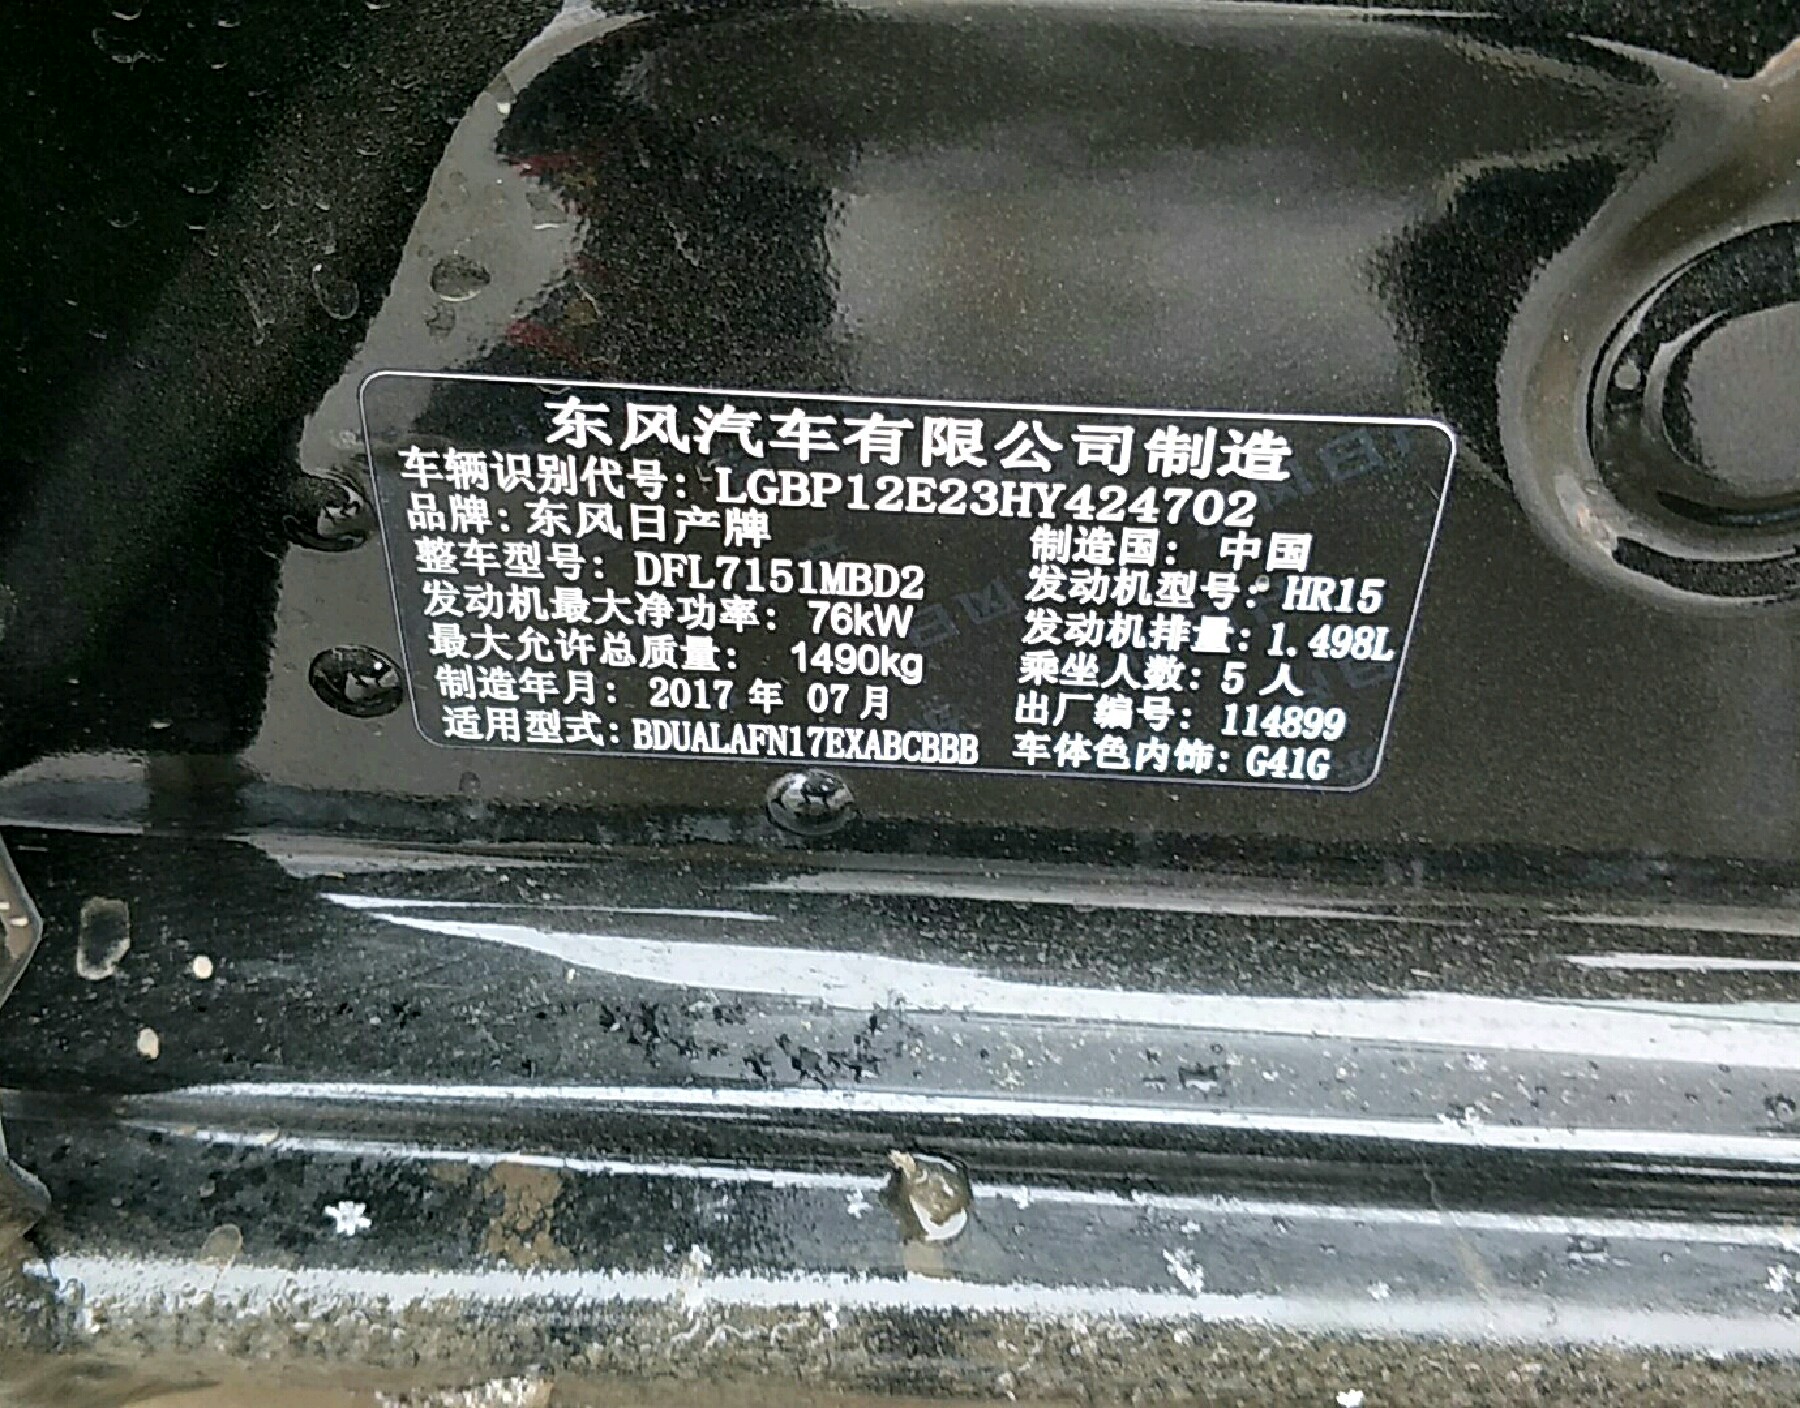 东风汽车有限公司制造
车辆识别代号：LGBP12E23HY424702
品牌：东风日产牌 制造国：中国
整车型号：DFL7151MBD2 发动机型号：HR15
发动机最大净功率：76kW 发动机排量：1.498L
最大允许总质量：1490kg 乘坐人数：5 人
制造年月：2017 年 07 月 出厂编号：114899
适用型式：BDUALAFN17EXABCBBB 车体色内饰：G41G